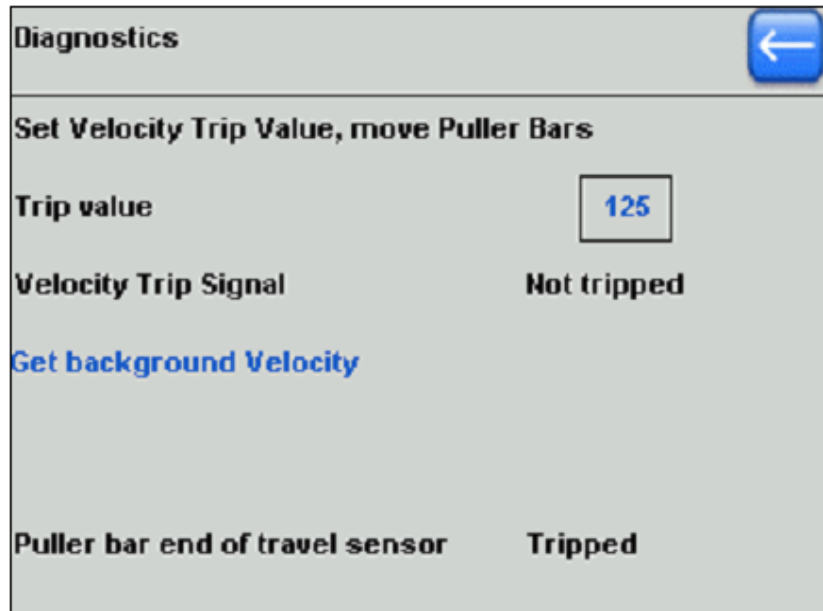 Diagnostics
Set Velocity Trip Value, move Puller Bars
Trip value 125
Velocity Trip Signal Not tripped
Get background Velocity
Puller bar end of travel sensor Tripped